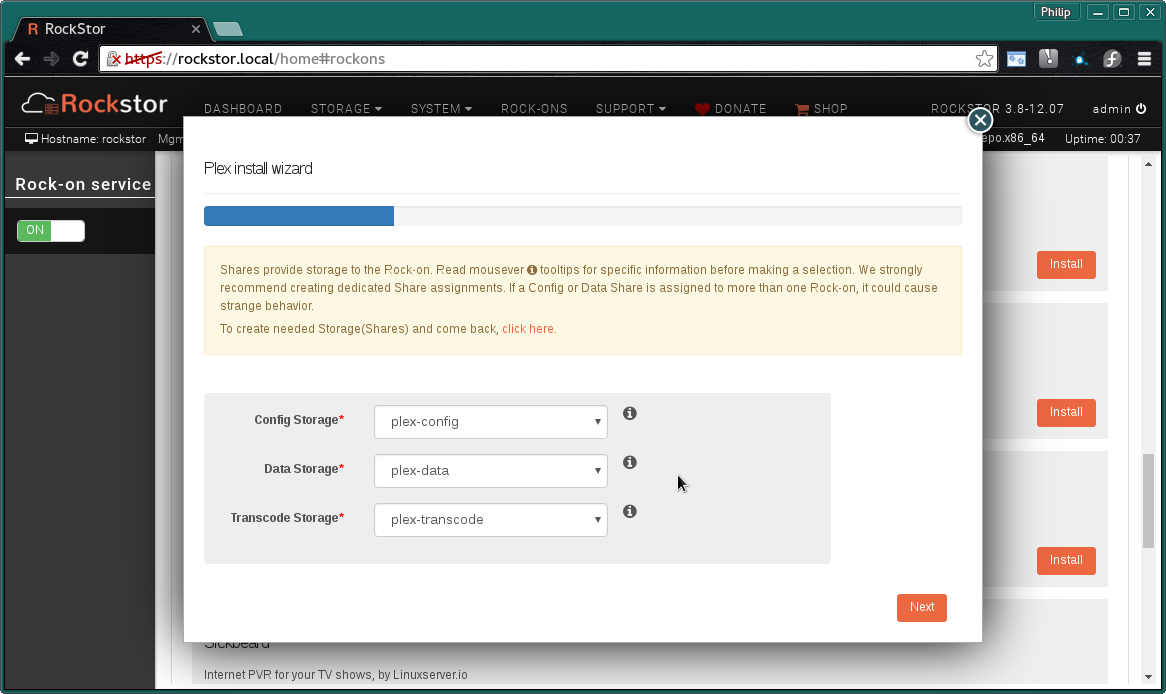 Philip
RockStor
https://rockstor.local/home#rockons
Rockstor
DASHBOARD STORAGE SYSTEM ROCK-ONS SUPPORT DONATE SHOP ROCKSTOR 3.8-12.07 admin
Hostname: rockstor Mgm epo.x86_64 Uptime: 00:37
Rock-on service
ON
Plex install wizard
Shares provide storage to the Rock-on. Read mousever tooltips for specific information before making a selection. We strongly
recommend creating dedicated Share assignments. If a Config or Data Share is assigned to more than one Rock-on, it could cause
strange behavior.
To create needed Storage(Shares) and come back, click here.
Config Storage* plex-config
Data Storage* plex-data
Transcode Storage* plex-transcode
Next
Install
Install
Install
Sickbeard
Internet PVR for your TV shows, by Linuxserver.io